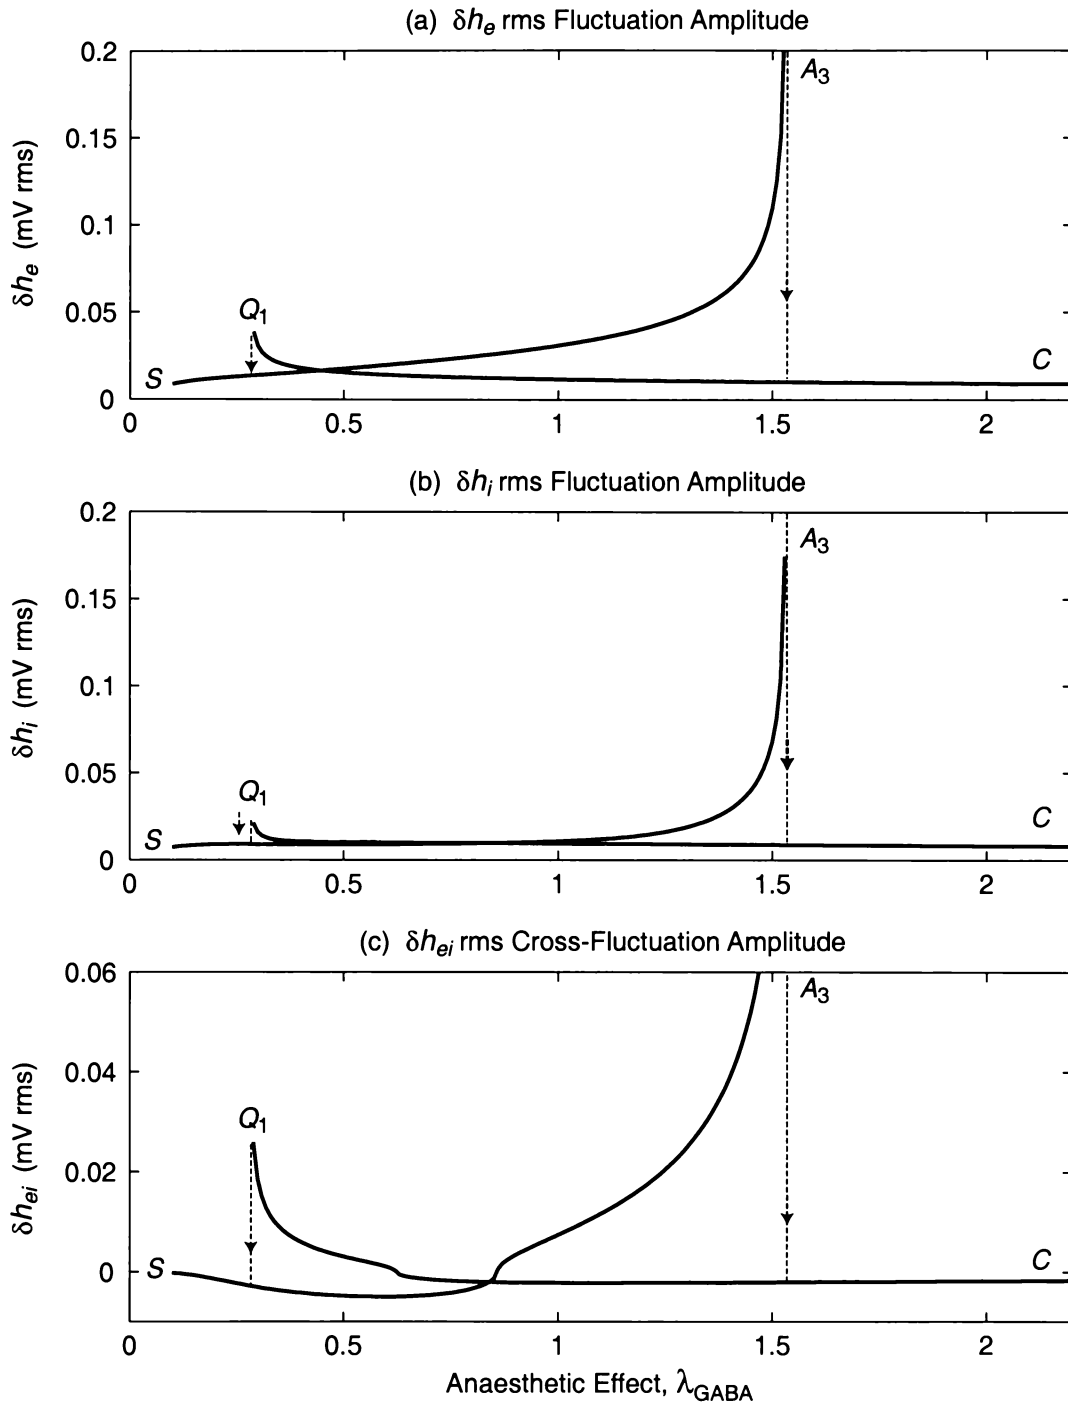 (a) δhe rms Fluctuation Amplitude
0.2
A3
0.15
δhe (mV rms)
0.1
0.05
Q1
S
C
0
0 0.5 1 1.5 2
(b) δhi rms Fluctuation Amplitude
0.2
A3
0.15
δhi (mV rms)
0.1
0.05
Q1
S
C
0
0 0.5 1 1.5 2
(c) δhei rms Cross-Fluctuation Amplitude
0.06
A3
0.04
δhei (mV rms)
Q1
0.02
S
C
0
0 0.5 1 1.5 2
Anaesthetic Effect, λGABA